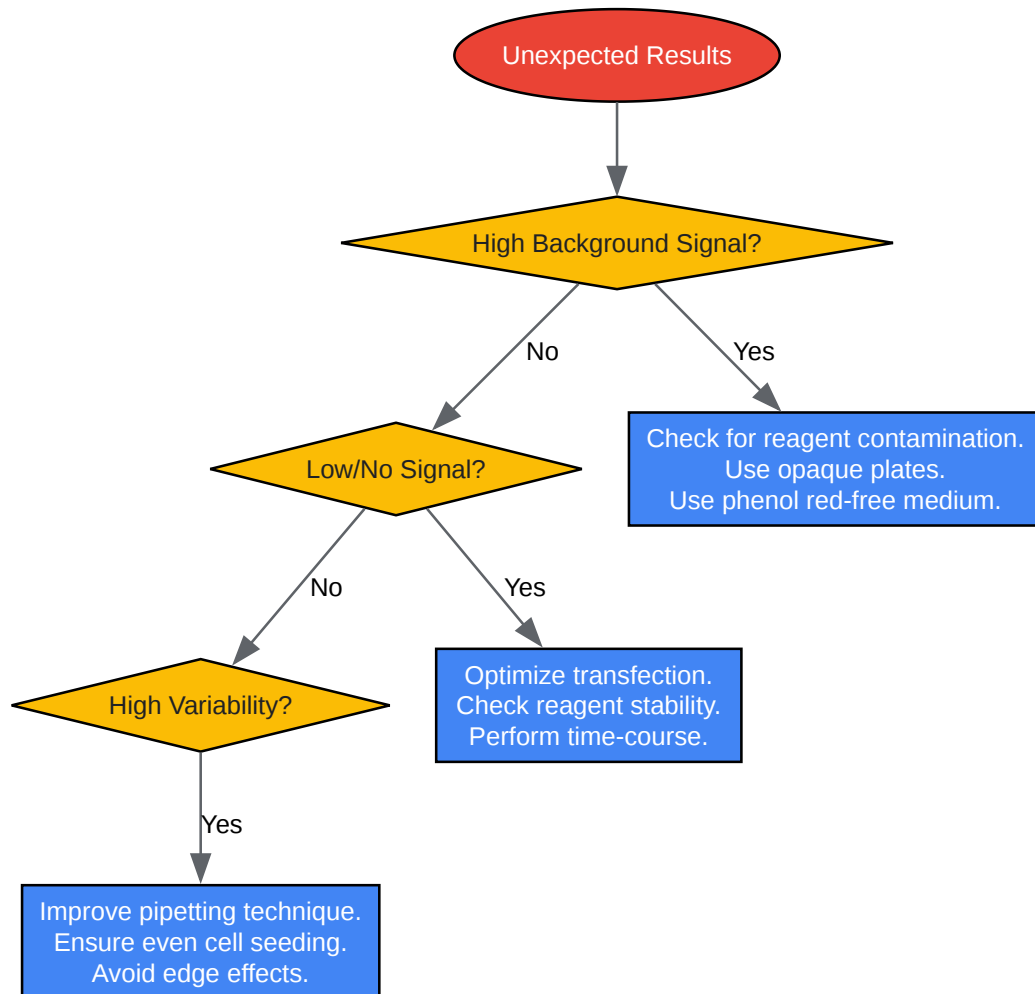 Unexpected Results
High Background Signal?
No
Yes
Check for reagent contamination.
Use opaque plates.
Use phenol red-free medium.
Low/No Signal?
No
Yes
Optimize transfection.
Check reagent stability.
Perform time-course.
High Variability?
Yes
Improve pipetting technique.
Ensure even cell seeding.
Avoid edge effects.